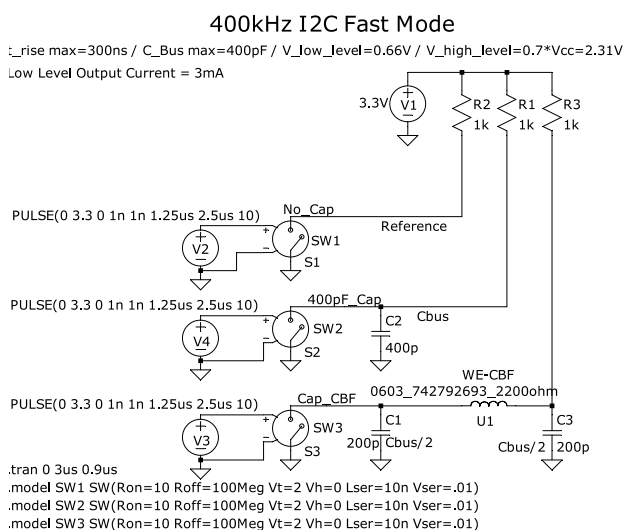 400kHz I2C Fast Mode
t_rise max=300ns / C_Bus max=400pF / V_low_level=0.66V / V_high_level=0.7*Vcc=2.31V
Low Level Output Current = 3mA
3.3V
V1
R2
R1
R3
1k
1k
1k
PULSE(0 3.3 0 1n 1n 1.25us 2.5us 10)
No_Cap
Reference
V2
SW1
S1
PULSE(0 3.3 0 1n 1n 1.25us 2.5us 10)
400pF_Cap
Cbus
V4
SW2
S2
C2
400p
WE-CBF
0603_742792693_2200ohm
PULSE(0 3.3 0 1n 1n 1.25us 2.5us 10)
Cap_CBF
V3
SW3
S3
C1
200p
Cbus/2
U1
C3
Cbus/2
200p
.tran 0 3us 0.9us
.model SW1 SW(Ron=10 Roff=100Meg Vt=2 Vh=0 Lser=10n Vser=.01)
.model SW2 SW(Ron=10 Roff=100Meg Vt=2 Vh=0 Lser=10n Vser=.01)
.model SW3 SW(Ron=10 Roff=100Meg Vt=2 Vh=0 Lser=10n Vser=.01)